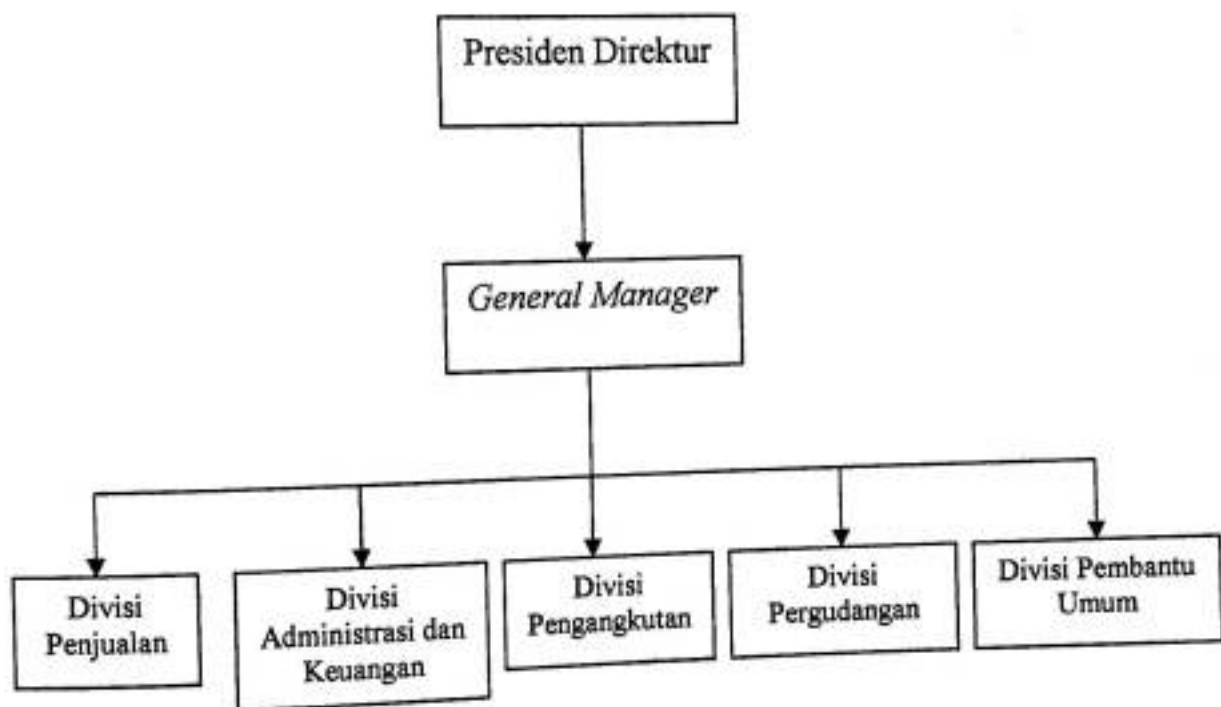 Presiden Direktur
General Manager
Divisi
Penjualan
Divisi
Administrasi dan
Keuangan
Divisi
Pengangkutan
Divisi
Pergudangan
Divisi Pembantu
Umum